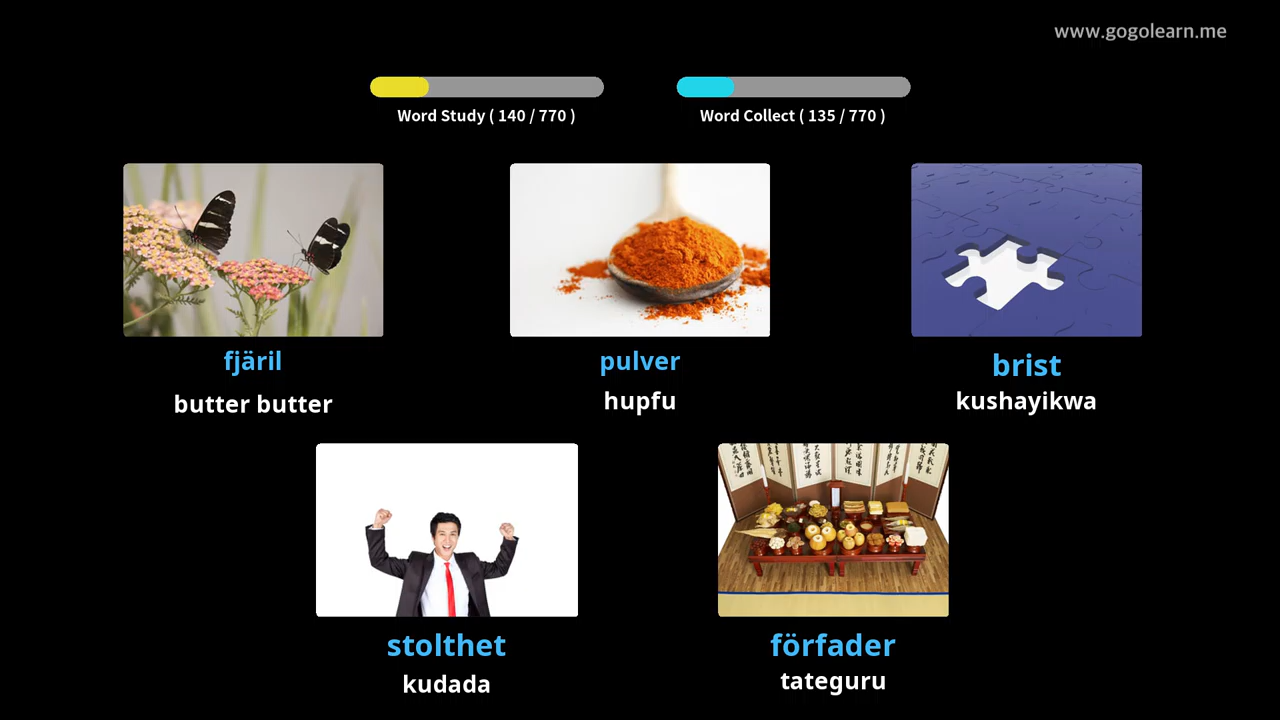 www.gogolearn.me
Word Study ( 140 / 770 )
Word Collect ( 135 / 770 )
fjäril
butter butter
pulver
hupfu
brist
kushayikwa
stolthet
kudada
förfader
tateguru